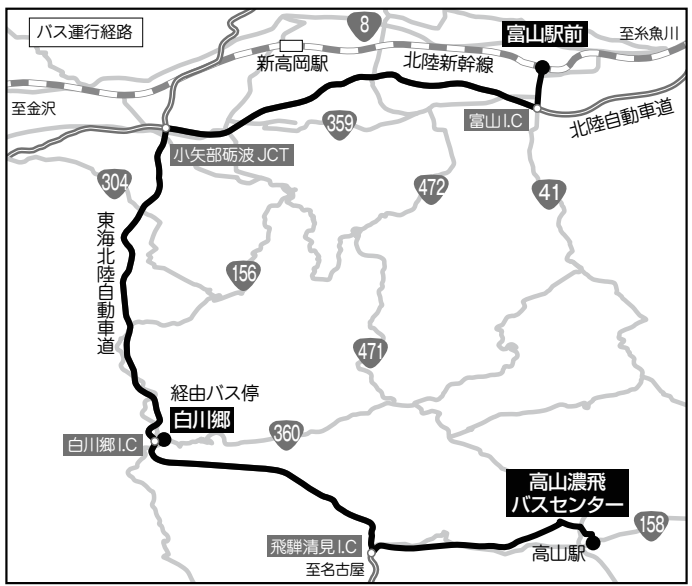 バス運行経路
8
富山駅前
至糸魚川
新高岡駅
北陸新幹線
至金沢
359
富山I.C
北陸自動車道
小矢部砺波JCT
304
472
41
東海北陸自動車道
156
471
経由バス停
白川郷
白川郷I.C
360
高山濃飛
バスセンター
158
飛騨清見I.C
高山駅
至名古屋